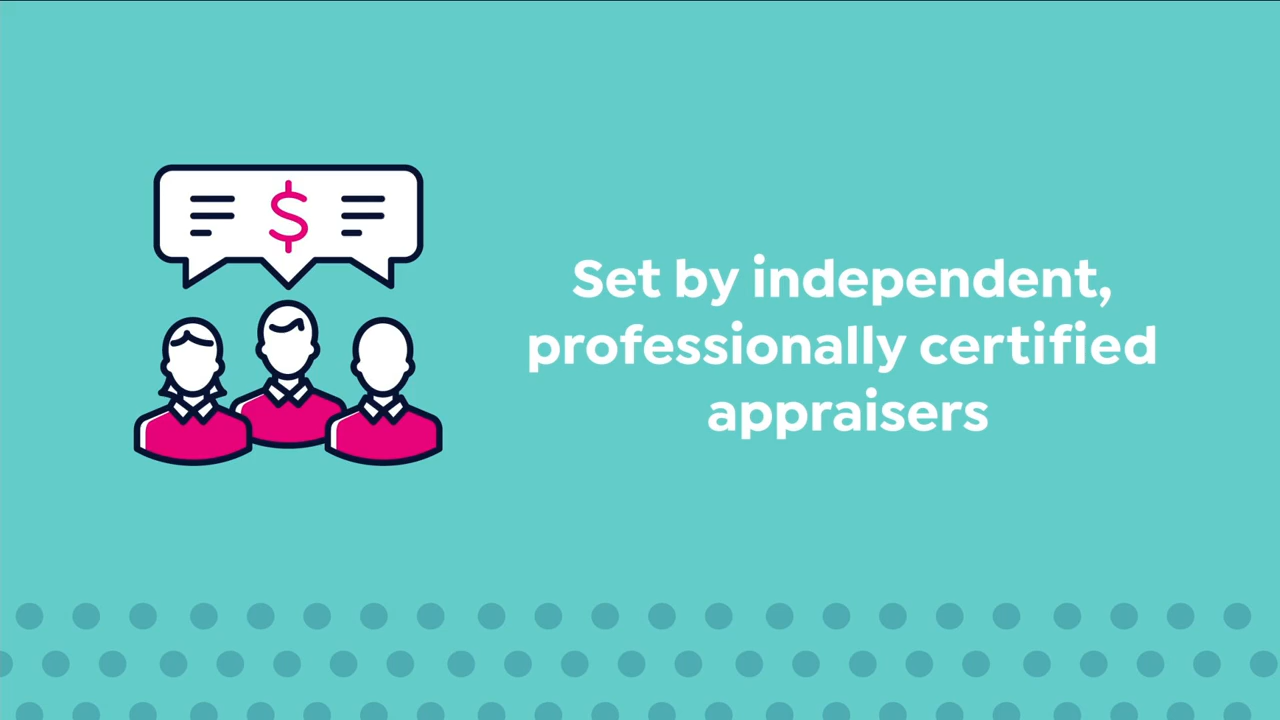 $
Set by independent,
professionally certified
appraisers